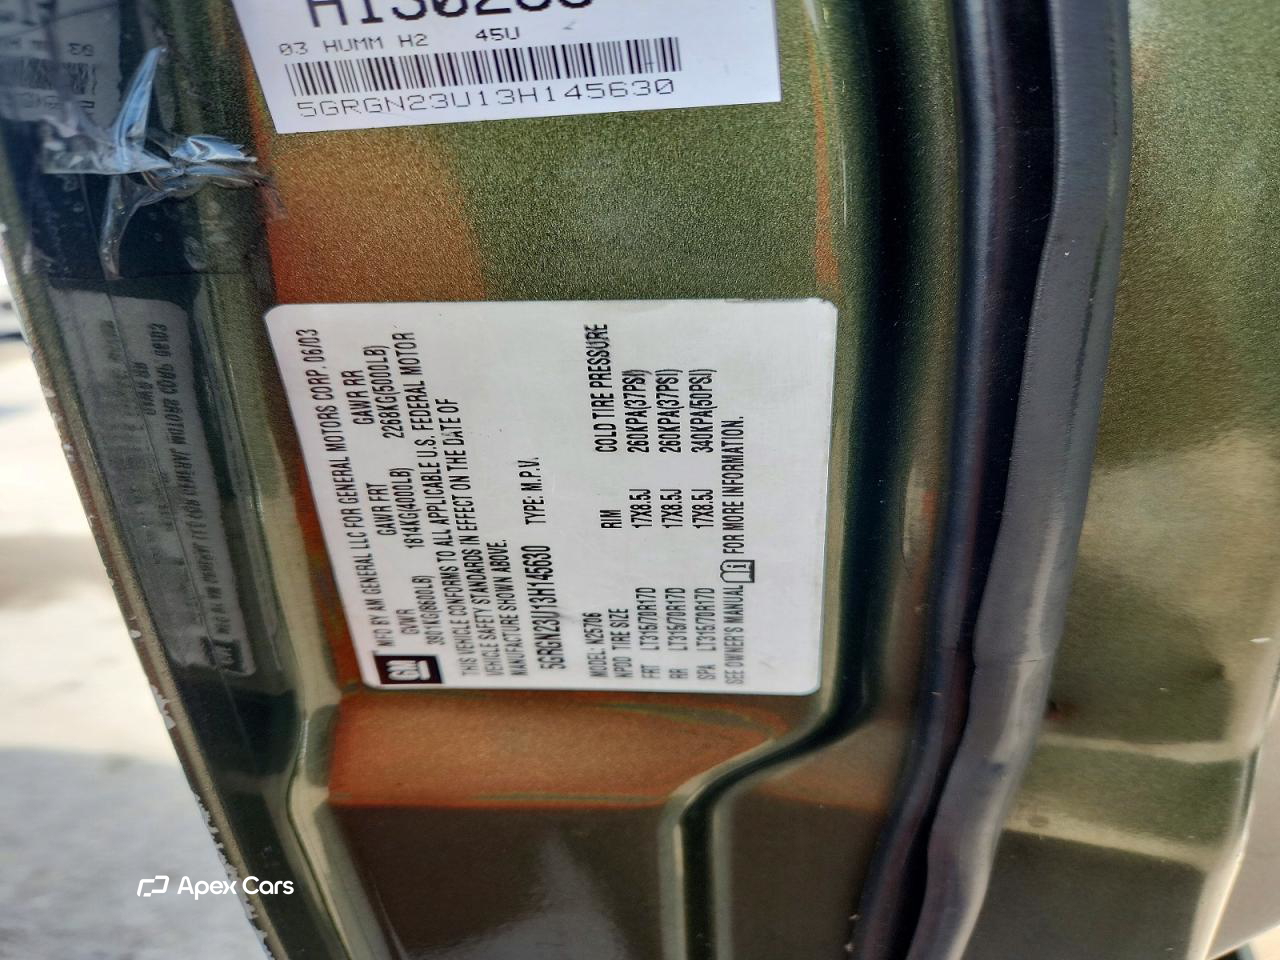 03 HUMM H2 45U
5GRGN23U13H145630
GM
MFD BY AM GENERAL LLC FOR GENERAL MOTORS CORP. 06/03
GVWR GAWR FRT GAWR RR
3901KG(8600LB) 1814KG(4000LB) 2268KG(5000LB)
THIS VEHICLE CONFORMS TO ALL APPLICABLE U.S. FEDERAL MOTOR
VEHICLE SAFETY STANDARDS IN EFFECT ON THE DATE OF
MANUFACTURE SHOWN ABOVE.
5GRGN23U13H145630 TYPE: M.P.V.
MODEL: N25706
NPDD TIRE SIZE RIM COLD TIRE PRESSURE
FRT LT315/70R17D 17X8.5J 260KPA(37PSI)
RR LT315/70R17D 17X8.5J 260KPA(37PSI)
SPA LT315/70R17D 17X8.5J 340KPA(50PSI)
SEE OWNER'S MANUAL FOR MORE INFORMATION.
Apex Cars